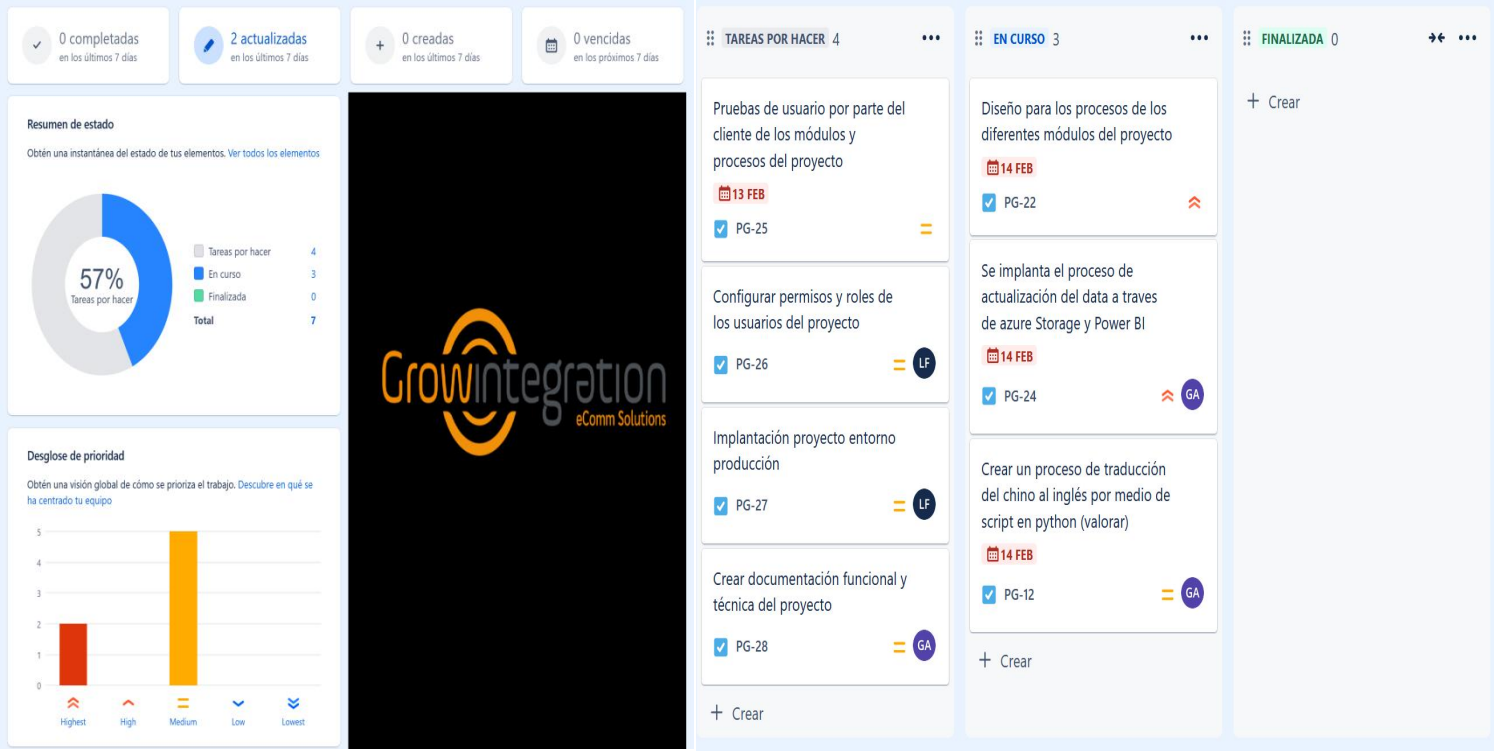 0 completadas
en los últimos 7 días
2 actualizadas
en los últimos 7 días
0 creadas
en los últimos 7 días
0 vencidas
en los próximos 7 días
Resumen de estado
Obtén una instantánea del estado de tus elementos. Ver todos los elementos
57%
Tareas por hacer
Tareas por hacer 4
En curso 3
Finalizada 0
Total 7
Desglose de prioridad
Obtén una visión global de cómo se prioriza el trabajo. Descubre en qué se
ha centrado tu equipo
5
4
3
2
1
0
Highest
High
Medium
Low
Lowest
Growintegration
eComm Solutions
TAREAS POR HACER 4
Pruebas de usuario por parte del
cliente de los módulos y
procesos del proyecto
13 FEB
PG-25
Configurar permisos y roles de
los usuarios del proyecto
PG-26
LF
Implantación proyecto entorno
producción
PG-27
LF
Crear documentación funcional y
técnica del proyecto
PG-28
GA
+ Crear
EN CURSO 3
Diseño para los procesos de los
diferentes módulos del proyecto
14 FEB
PG-22
Se implanta el proceso de
actualización del data a traves
de azure Storage y Power BI
14 FEB
PG-24
GA
Crear un proceso de traducción
del chino al inglés por medio de
script en python (valorar)
14 FEB
PG-12
GA
+ Crear
FINALIZADA 0
+ Crear